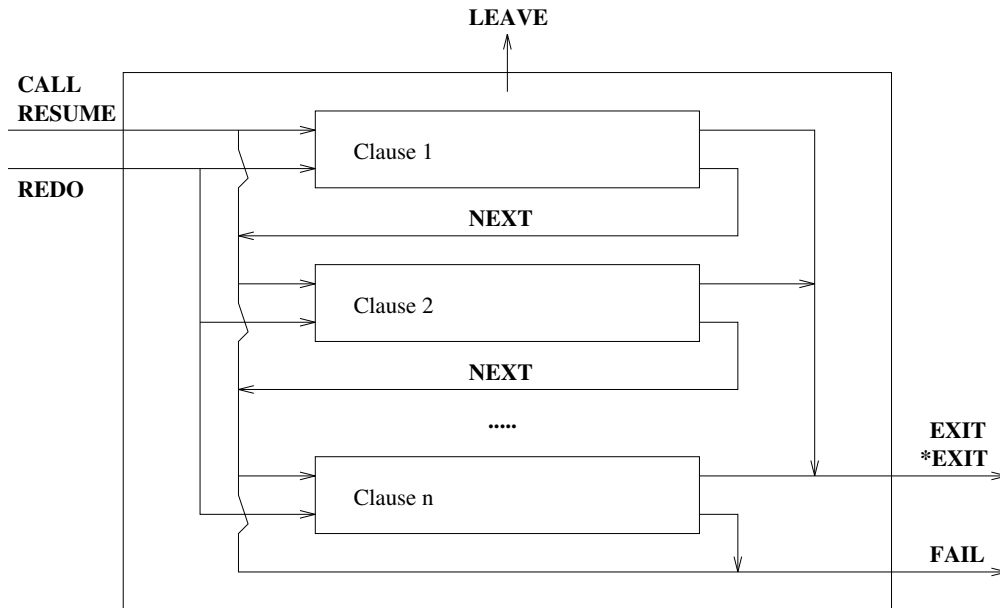 LEAVE
CALL
RESUME
REDO
Clause 1
NEXT
Clause 2
NEXT
.....
Clause n
EXIT
*EXIT
FAIL